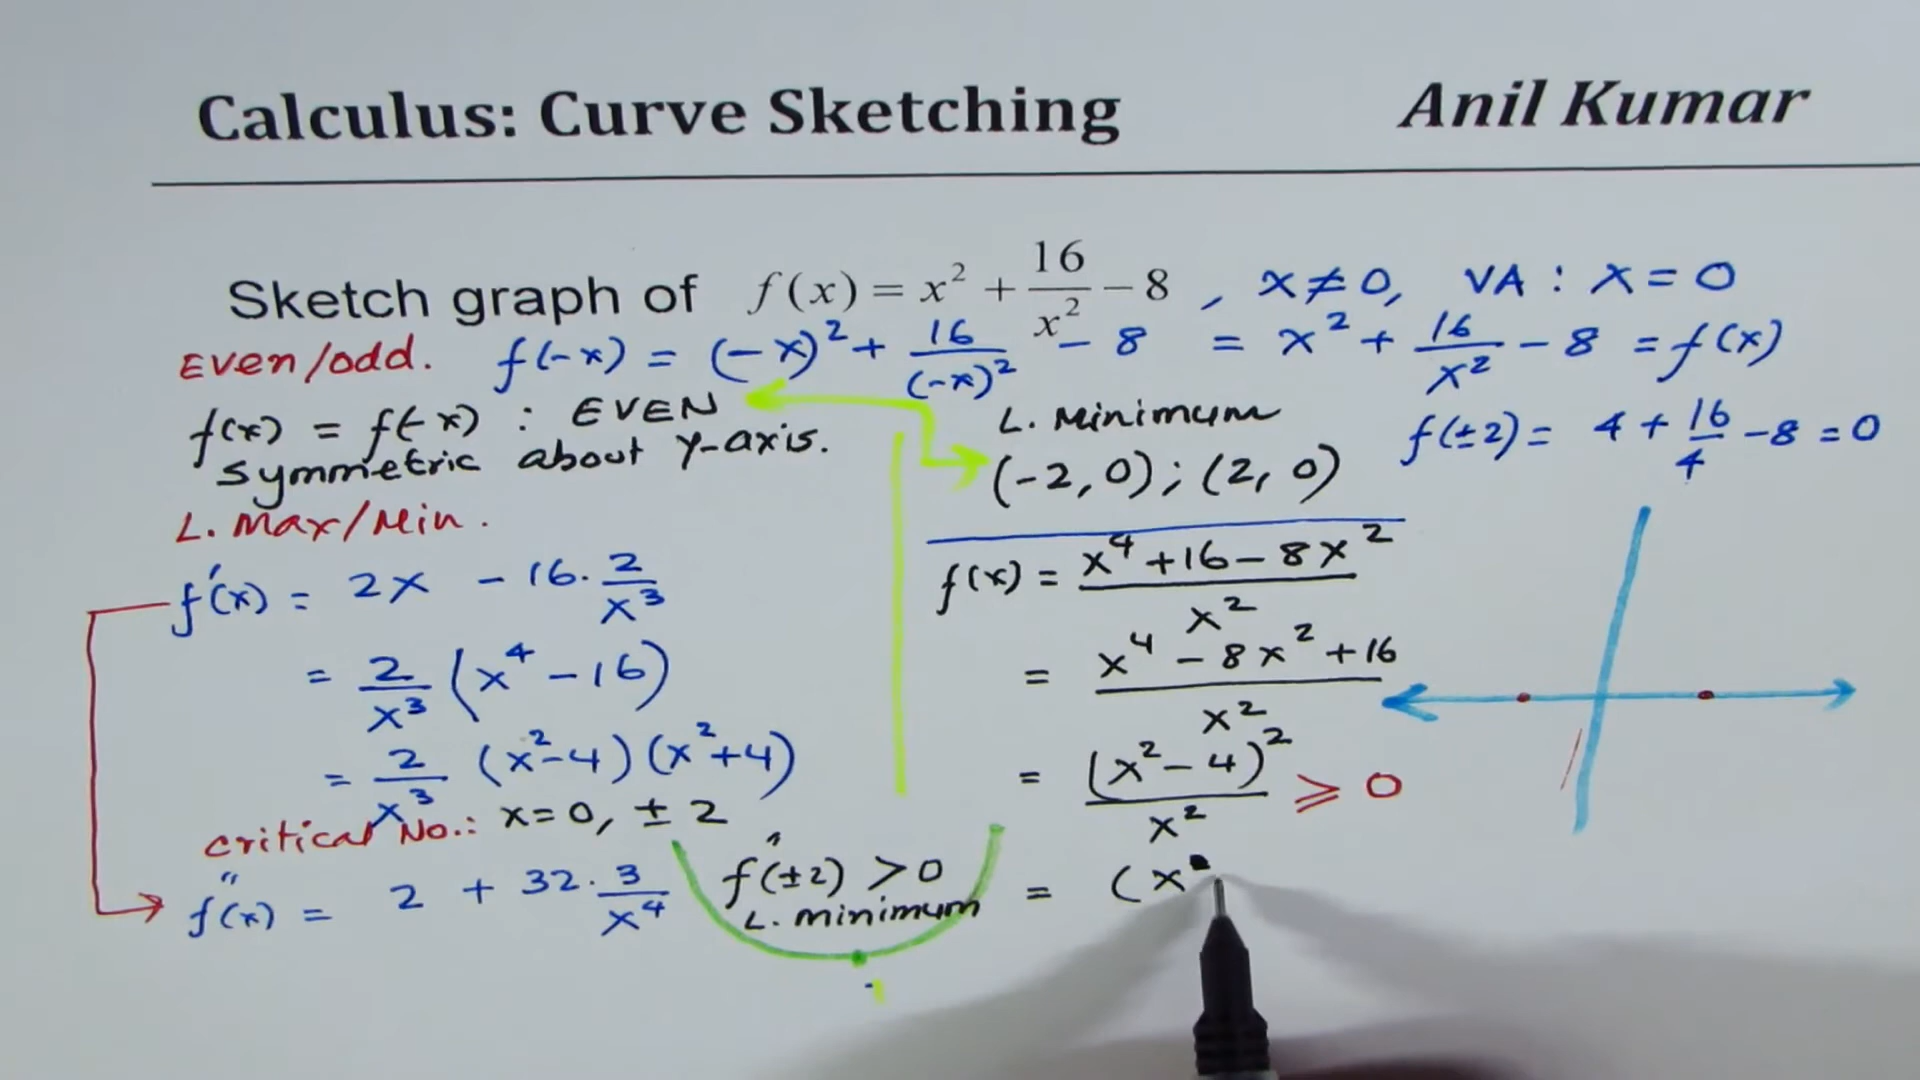 Calculus: Curve Sketching Anil Kumar
Sketch graph of f(x) = x² + 16/x² − 8 , x ≠ 0, VA : x = 0
Even/odd. f(-x) = (-x)² + 16/(-x)² - 8 = x² + 16/x² - 8 = f(x)
f(x) = f(-x) : EVEN
symmetric about y-axis.
L. Max/Min.
f'(x) = 2x - 16 · 2/x³
= 2/x³ (x⁴ - 16)
= 2/x³ (x² - 4)(x² + 4)
critical No.: x = 0, ± 2
f"(x) = 2 + 32 · 3/x⁴
f"(±2) > 0
L. minimum
L. Minimum
(-2, 0) ; (2, 0)
f(±2) = 4 + 16/4 - 8 = 0
f(x) = x⁴ + 16 - 8x² / x²
= x⁴ - 8x² + 16 / x²
= (x² - 4)² / x² ⩾ 0
= (x